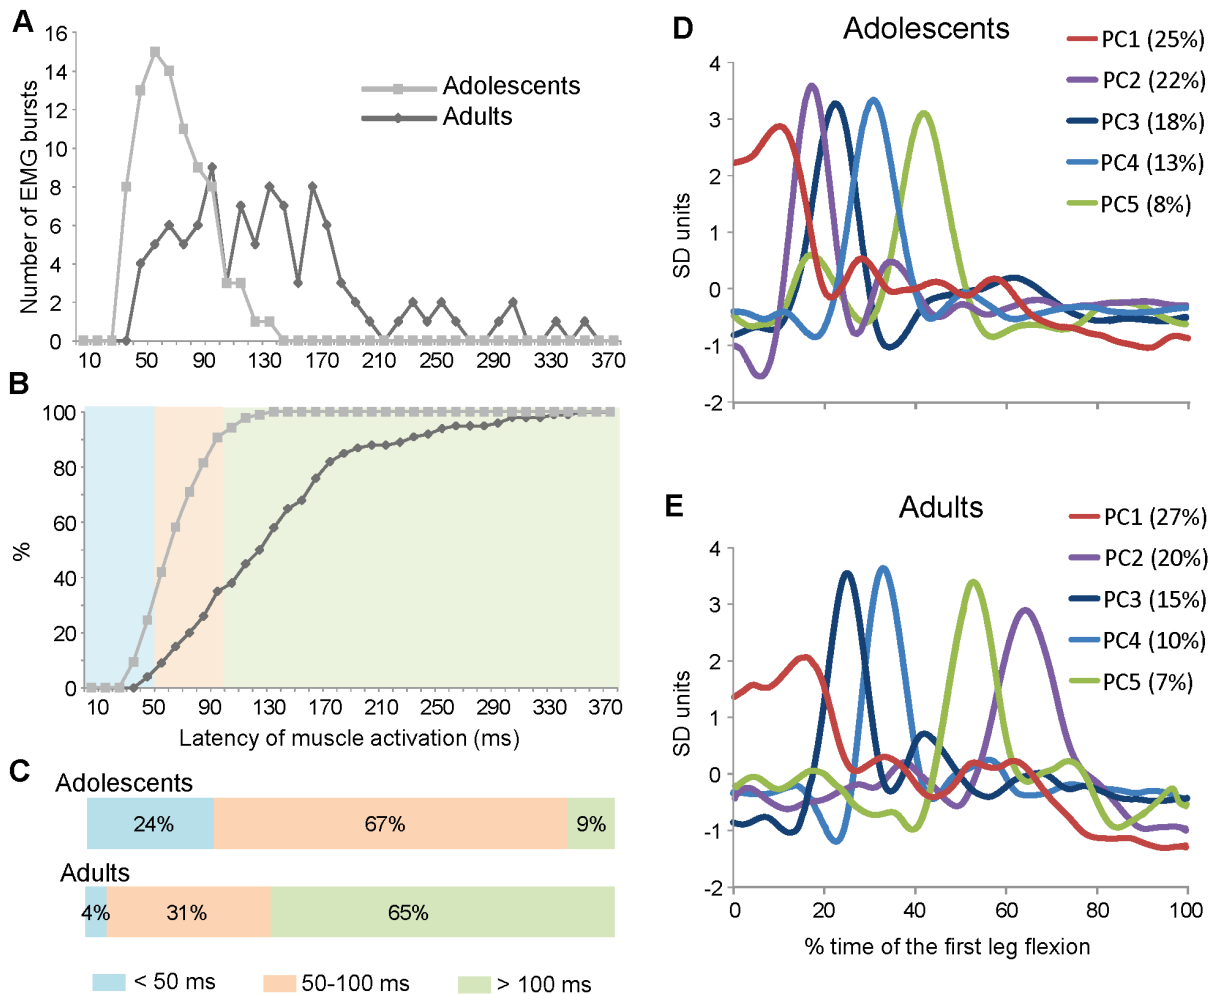 A
Number of EMG bursts
16
14
12
10
8
6
4
2
0
Adolescents
Adults
10 50 90 130 170 210 250 290 330 370
B
%
100
80
60
40
20
0
10 50 90 130 170 210 250 290 330 370
Latency of muscle activation (ms)
C
Adolescents
24% 67% 9%
Adults
4% 31% 65%
< 50 ms 50-100 ms > 100 ms
D
Adolescents
PC1 (25%)
PC2 (22%)
PC3 (18%)
PC4 (13%)
PC5 (8%)
SD units
4
3
2
1
0
-1
-2
E
Adults
PC1 (27%)
PC2 (20%)
PC3 (15%)
PC4 (10%)
PC5 (7%)
SD units
4
3
2
1
0
-1
-2
0 20 40 60 80 100
% time of the first leg flexion